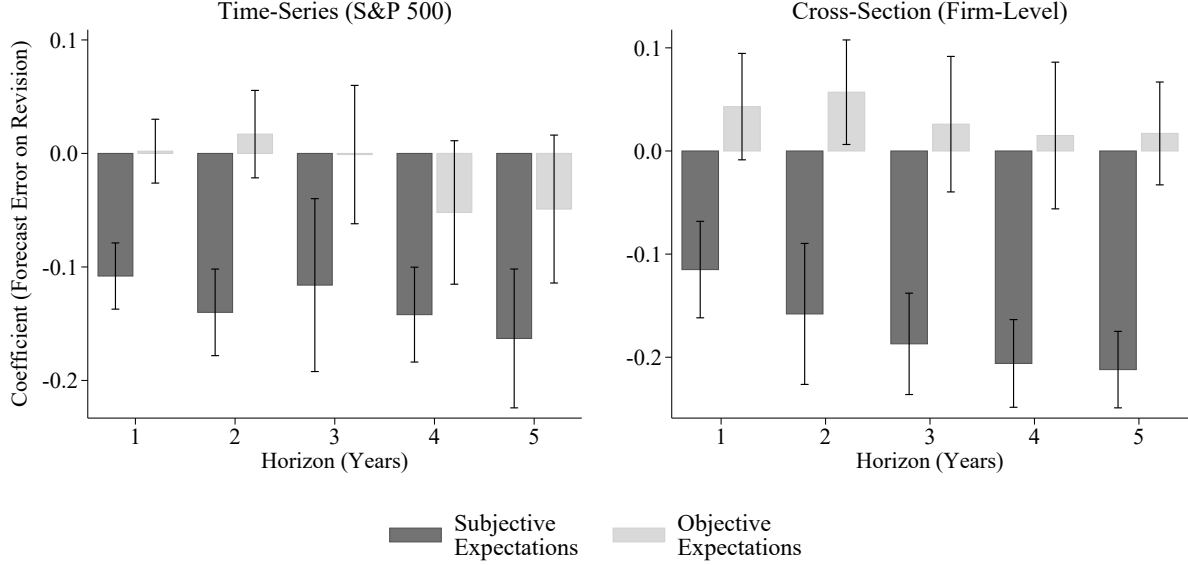 Time-Series (S&P 500)
Coefficient (Forecast Error on Revision)
0.1
0.0
-0.1
-0.2
1 2 3 4 5
Horizon (Years)
Cross-Section (Firm-Level)
0.1
0.0
-0.1
-0.2
1 2 3 4 5
Horizon (Years)
Subjective
Expectations
Objective
Expectations